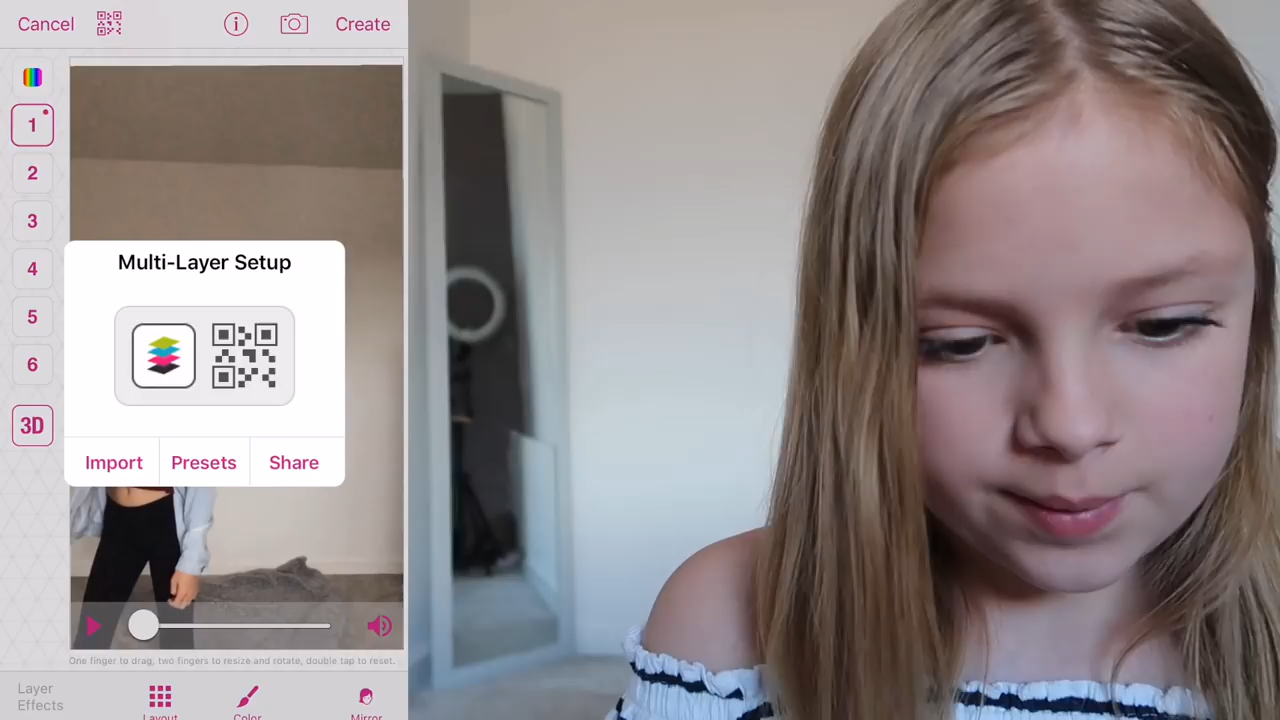 Cancel
Create
1
2
3
4
5
6
3D
Multi-Layer Setup
Import Presets Share
One finger to drag, two fingers to resize and rotate, double tap to reset.
Layer
Effects
Layout Color Mirror